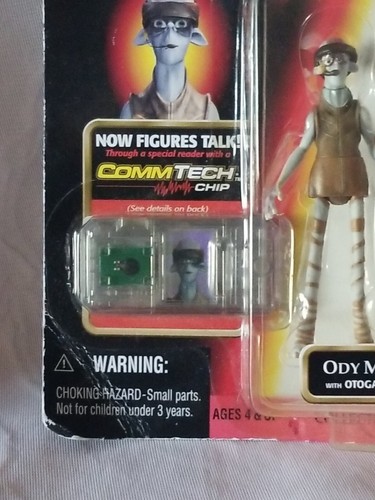 NOW FIGURES TALK!
Through a special reader with a
COMMTECH
CHIP
(See details on back)
WARNING:
CHOKING HAZARD-Small parts.
Not for children under 3 years.
AGES 4 &
ODY M
WITH OTOGA